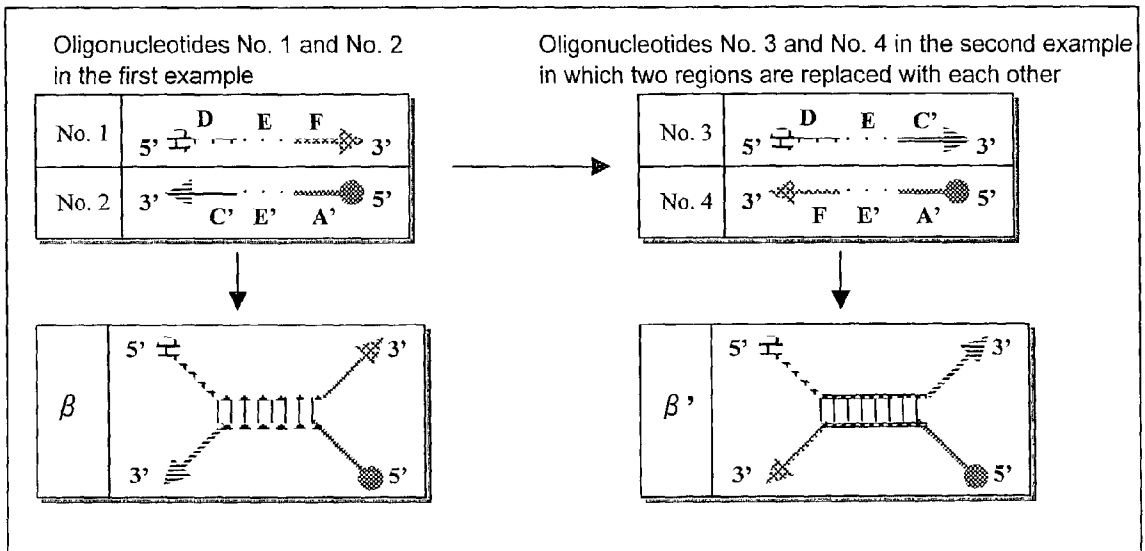 Oligonucleotides No. 1 and No. 2
in the first example
Oligonucleotides No. 3 and No. 4 in the second example
in which two regions are replaced with each other
D E F
No. 1 5' 3'
No. 2 3' 5'
C' E' A'
D E C'
No. 3 5' 3'
No. 4 3' 5'
F E' A'
5' 3'
β
3' 5'
5' 3'
β'
3' 5'